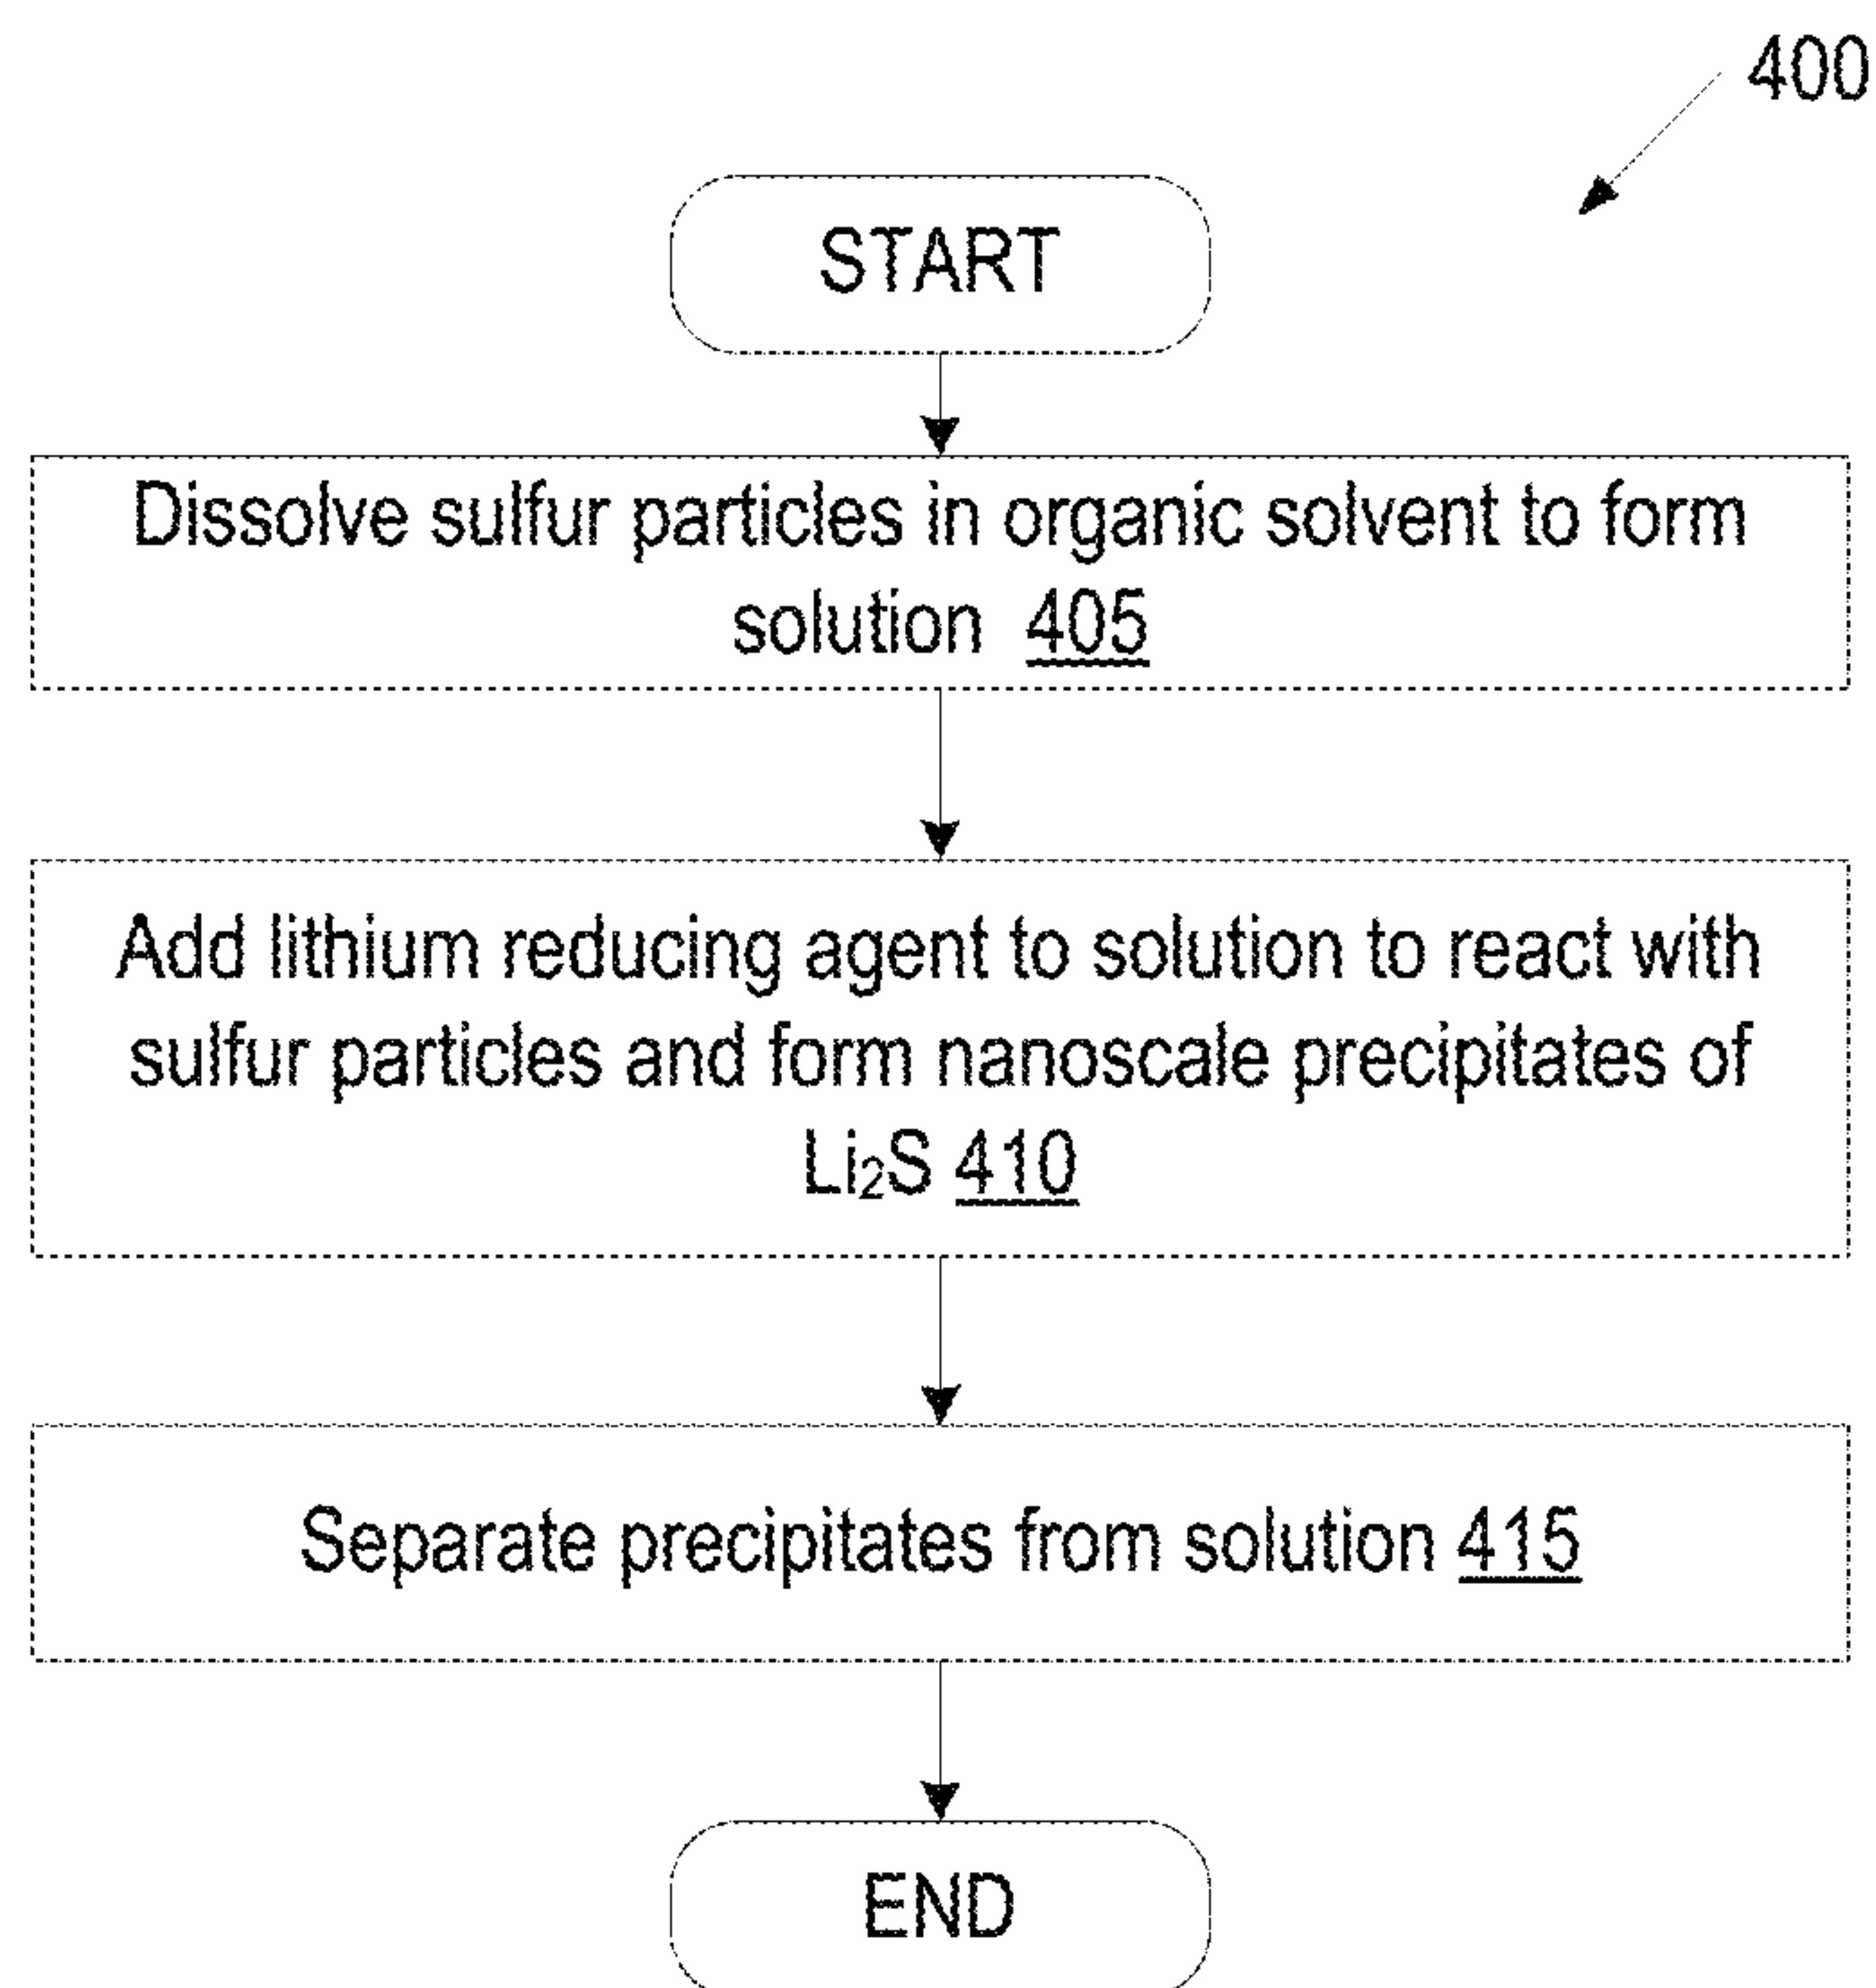 400
START
Dissolve sulfur particles in organic solvent to form
solution 405
Add lithium reducing agent to solution to react with
sulfur particles and form nanoscale precipitates of
Li₂S 410
Separate precipitates from solution 415
END